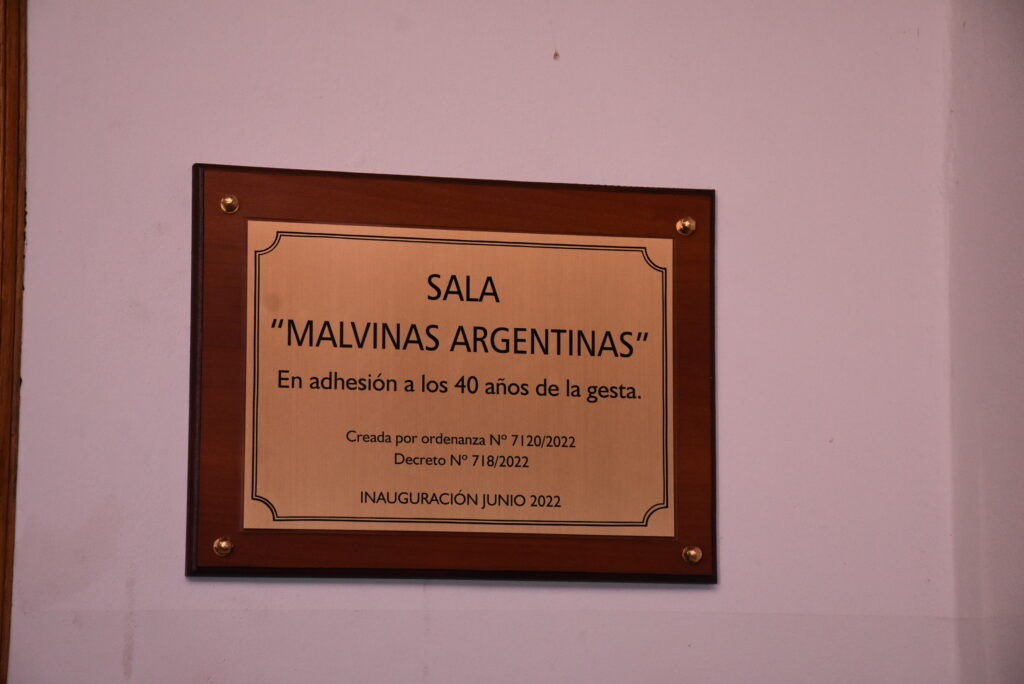 SALA
“MALVINAS ARGENTINAS”
En adhesión a los 40 años de la gesta.
Creada por ordenanza Nº 7120/2022
Decreto Nº 718/2022
INAUGURACIÓN JUNIO 2022